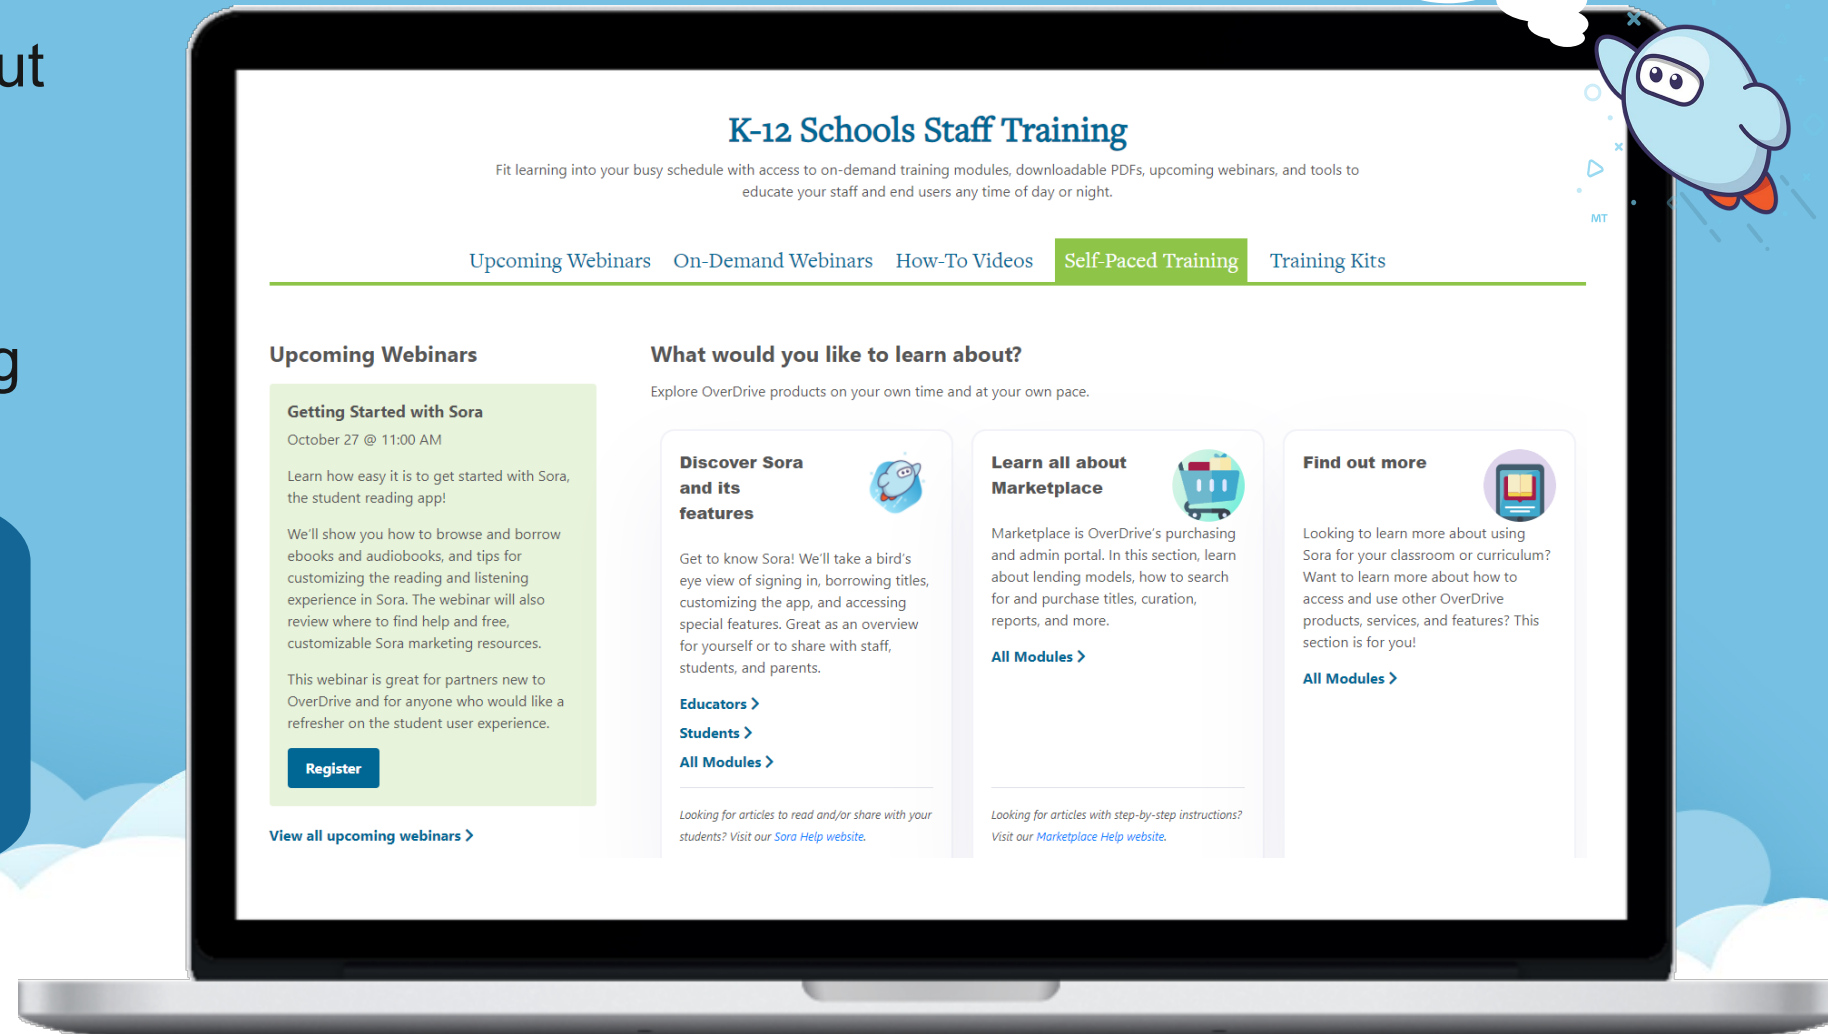 K-12 Schools Staff Training
Fit learning into your busy schedule with access to on-demand training modules, downloadable PDFs, upcoming webinars, and tools to
educate your staff and end users any time of day or night.
Upcoming Webinars On-Demand Webinars How-To Videos Self-Paced Training Training Kits
Upcoming Webinars
Getting Started with Sora
October 27 @ 11:00 AM
Learn how easy it is to get started with Sora,
the student reading app!
We'll show you how to browse and borrow
ebooks and audiobooks, and tips for
customizing the reading and listening
experience in Sora. The webinar will also
review where to find help and free,
customizable Sora marketing resources.
This webinar is great for partners new to
OverDrive and for anyone who would like a
refresher on the student user experience.
Register
View all upcoming webinars
What would you like to learn about?
Explore OverDrive products on your own time and at your own pace.
Discover Sora
and its
features
Get to know Sora! We'll take a bird's
eye view of signing in, borrowing titles,
customizing the app, and accessing
special features. Great as an overview
for yourself or to share with staff,
students, and parents.
Educators
Students
All Modules
Looking for articles to read and/or share with your
students? Visit our Sora Help website.
Learn all about
Marketplace
Marketplace is OverDrive's purchasing
and admin portal. In this section, learn
about lending models, how to search
for and purchase titles, curation,
reports, and more.
All Modules
Looking for articles with step-by-step instructions?
Visit our Marketplace Help website.
Find out more
Looking to learn more about using
Sora for your classroom or curriculum?
Want to learn more about how to
access and use other OverDrive
products, services, and features? This
section is for you!
All Modules
MT